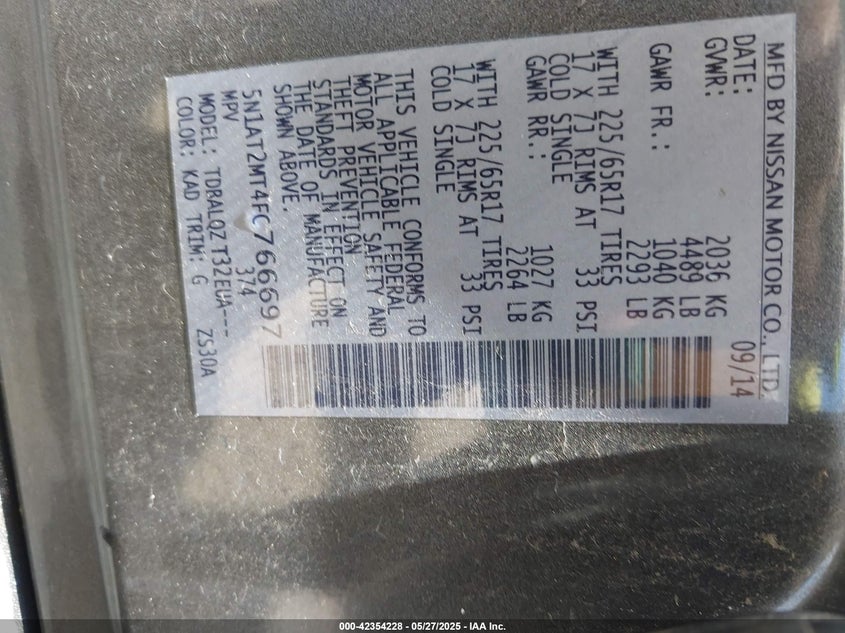 MFD BY NISSAN MOTOR CO., LTD.
DATE: 09/14
GVWR: 2036 KG
4489 LB
GAWR FR.: 1040 KG
2293 LB
WITH 225/65R17 TIRES
17 X 7J RIMS AT 33 PSI
COLD SINGLE
GAWR RR.: 1027 KG
2264 LB
WITH 225/65R17 TIRES
17 X 7J RIMS AT 33 PSI
COLD SINGLE
THIS VEHICLE CONFORMS TO
ALL APPLICABLE FEDERAL
MOTOR VEHICLE SAFETY AND
THEFT PREVENTION
STANDARDS IN EFFECT ON
THE DATE OF MANUFACTURE
SHOWN ABOVE.
5N1AT2MT4FC766697
MPV 374
MODEL: TDBALQZ T32EUA---
COLOR: KAD TRIM: G ZS30A
000-42354228 - 05/27/2025 - IAA Inc.